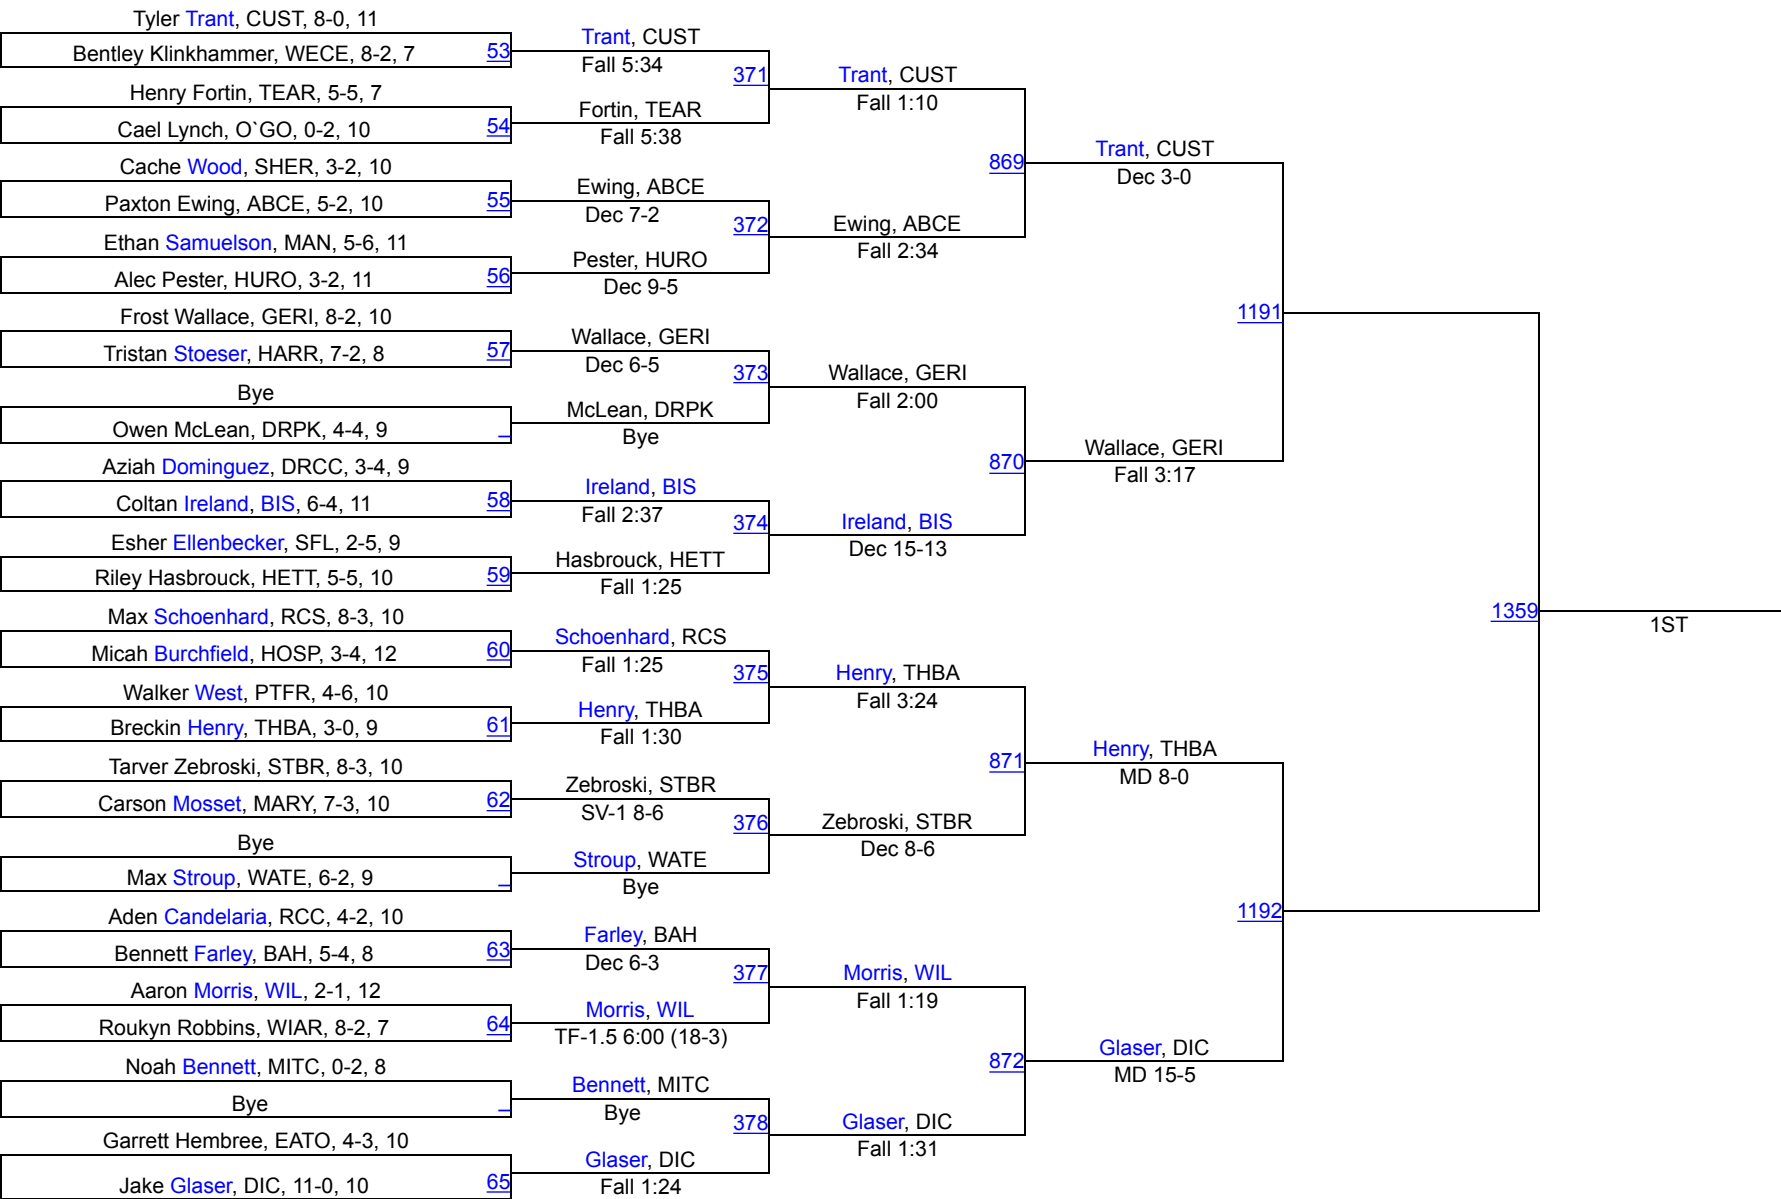 Tyler Trant, CUST, 8-0, 11
Bentley Klinkhammer, WECE, 8-2, 7
53
Henry Fortin, TEAR, 5-5, 7
Cael Lynch, O`GO, 0-2, 10
54
Cache Wood, SHER, 3-2, 10
Paxton Ewing, ABCE, 5-2, 10
55
Ethan Samuelson, MAN, 5-6, 11
Alec Pester, HURO, 3-2, 11
56
Frost Wallace, GERI, 8-2, 10
Tristan Stoeser, HARR, 7-2, 8
57
Bye
Owen McLean, DRPK, 4-4, 9
Aziah Dominguez, DRCC, 3-4, 9
Coltan Ireland, BIS, 6-4, 11
58
Esher Ellenbecker, SFL, 2-5, 9
Riley Hasbrouck, HETT, 5-5, 10
59
Max Schoenhard, RCS, 8-3, 10
Micah Burchfield, HOSP, 3-4, 12
60
Walker West, PTFR, 4-6, 10
Breckin Henry, THBA, 3-0, 9
61
Tarver Zebroski, STBR, 8-3, 10
Carson Mosset, MARY, 7-3, 10
62
Bye
Max Stroup, WATE, 6-2, 9
Aden Candelaria, RCC, 4-2, 10
Bennett Farley, BAH, 5-4, 8
63
Aaron Morris, WIL, 2-1, 12
Roukyn Robbins, WIAR, 8-2, 7
64
Noah Bennett, MITC, 0-2, 8
Bye
Garrett Hembree, EATO, 4-3, 10
Jake Glaser, DIC, 11-0, 10
65
Trant, CUST
Fall 5:34
371
Fortin, TEAR
Fall 5:38
Ewing, ABCE
Dec 7-2
372
Pester, HURO
Dec 9-5
Wallace, GERI
Dec 6-5
373
McLean, DRPK
Bye
Ireland, BIS
Fall 2:37
374
Hasbrouck, HETT
Fall 1:25
Schoenhard, RCS
Fall 1:25
375
Henry, THBA
Fall 1:30
Zebroski, STBR
SV-1 8-6
376
Stroup, WATE
Bye
Farley, BAH
Dec 6-3
377
Morris, WIL
TF-1.5 6:00 (18-3)
Bennett, MITC
Bye
378
Glaser, DIC
Fall 1:24
Trant, CUST
Fall 1:10
869
Ewing, ABCE
Fall 2:34
Wallace, GERI
Fall 2:00
870
Ireland, BIS
Dec 15-13
Henry, THBA
Fall 3:24
871
Zebroski, STBR
Dec 8-6
Morris, WIL
Fall 1:19
872
Glaser, DIC
Fall 1:31
Trant, CUST
Dec 3-0
1191
Wallace, GERI
Fall 3:17
Henry, THBA
MD 8-0
1192
Glaser, DIC
MD 15-5
1359
1ST